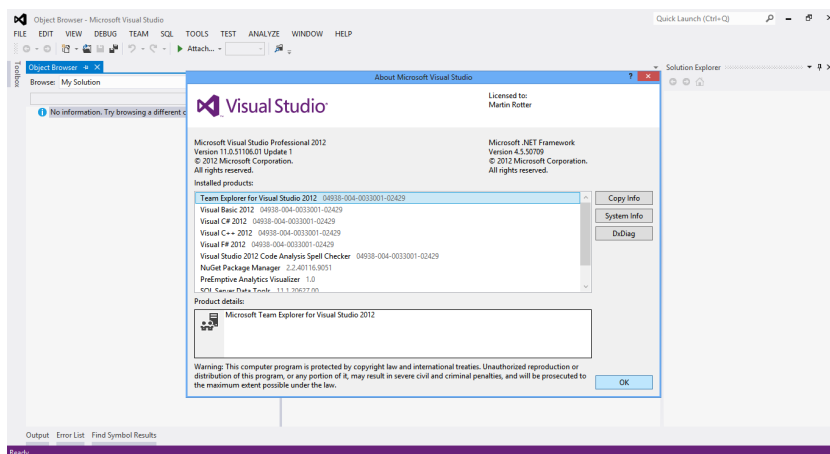 Object Browser - Microsoft Visual Studio
Quick Launch (Ctrl+Q)
FILE EDIT VIEW DEBUG TEAM SQL TOOLS TEST ANALYZE WINDOW HELP
Attach...
Toolbox
Object Browser
Solution Explorer
Browse: My Solution
No information. Try browsing a different c
About Microsoft Visual Studio
Visual Studio
Licensed to:
Martin Rotter
Microsoft Visual Studio Professional 2012
Version 11.0.51106.01 Update 1
© 2012 Microsoft Corporation.
All rights reserved.
Microsoft .NET Framework
Version 4.5.50709
© 2012 Microsoft Corporation.
All rights reserved.
Installed products:
Team Explorer for Visual Studio 2012 04938-004-0033001-02429
Visual Basic 2012 04938-004-0033001-02429
Visual C# 2012 04938-004-0033001-02429
Visual C++ 2012 04938-004-0033001-02429
Visual F# 2012 04938-004-0033001-02429
Visual Studio 2012 Code Analysis Spell Checker 04938-004-0033001-02429
NuGet Package Manager 2.2.40116.9051
PreEmptive Analytics Visualizer 1.0
SQL Server Data Tools 11.1.20627.00
Copy Info
System Info
DxDiag
Product details:
Microsoft Team Explorer for Visual Studio 2012
Warning: This computer program is protected by copyright law and international treaties. Unauthorized reproduction or
distribution of this program, or any portion of it, may result in severe civil and criminal penalties, and will be prosecuted to
the maximum extent possible under the law.
OK
Output Error List Find Symbol Results
Ready